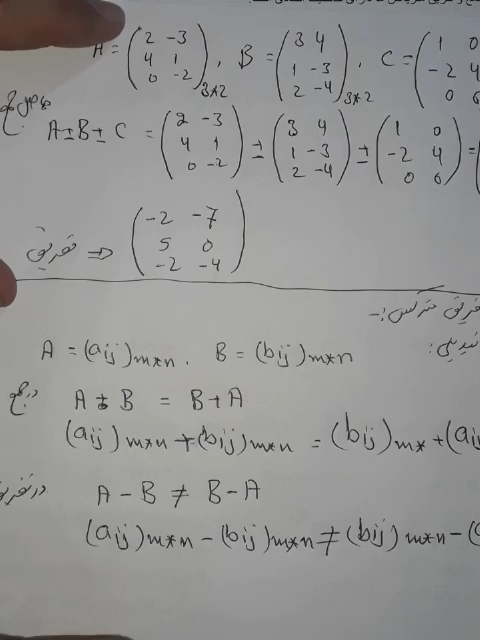 A = (2 -3 4 1 0 -2)3*2 , B = (3 4 1 -3 2 -4)3*2 , C = (1 0 -2 4 0 6
A±B±C = (2 -3 4 1 0 -2) ± (3 4 1 -3 2 -4) ± (1 0 -2 4 0 6) =
تفریق ⇒ (-2 -7 5 0 -2 -4)
A = (aij)m*n . B = (bij)m*n
A ± B = B + A
(aij)m*n + (bij)m*n = (bij)m* + (ai
A - B ≠ B - A
(aij)m*n - (bij)m*n ≠ (bij)m*n - (